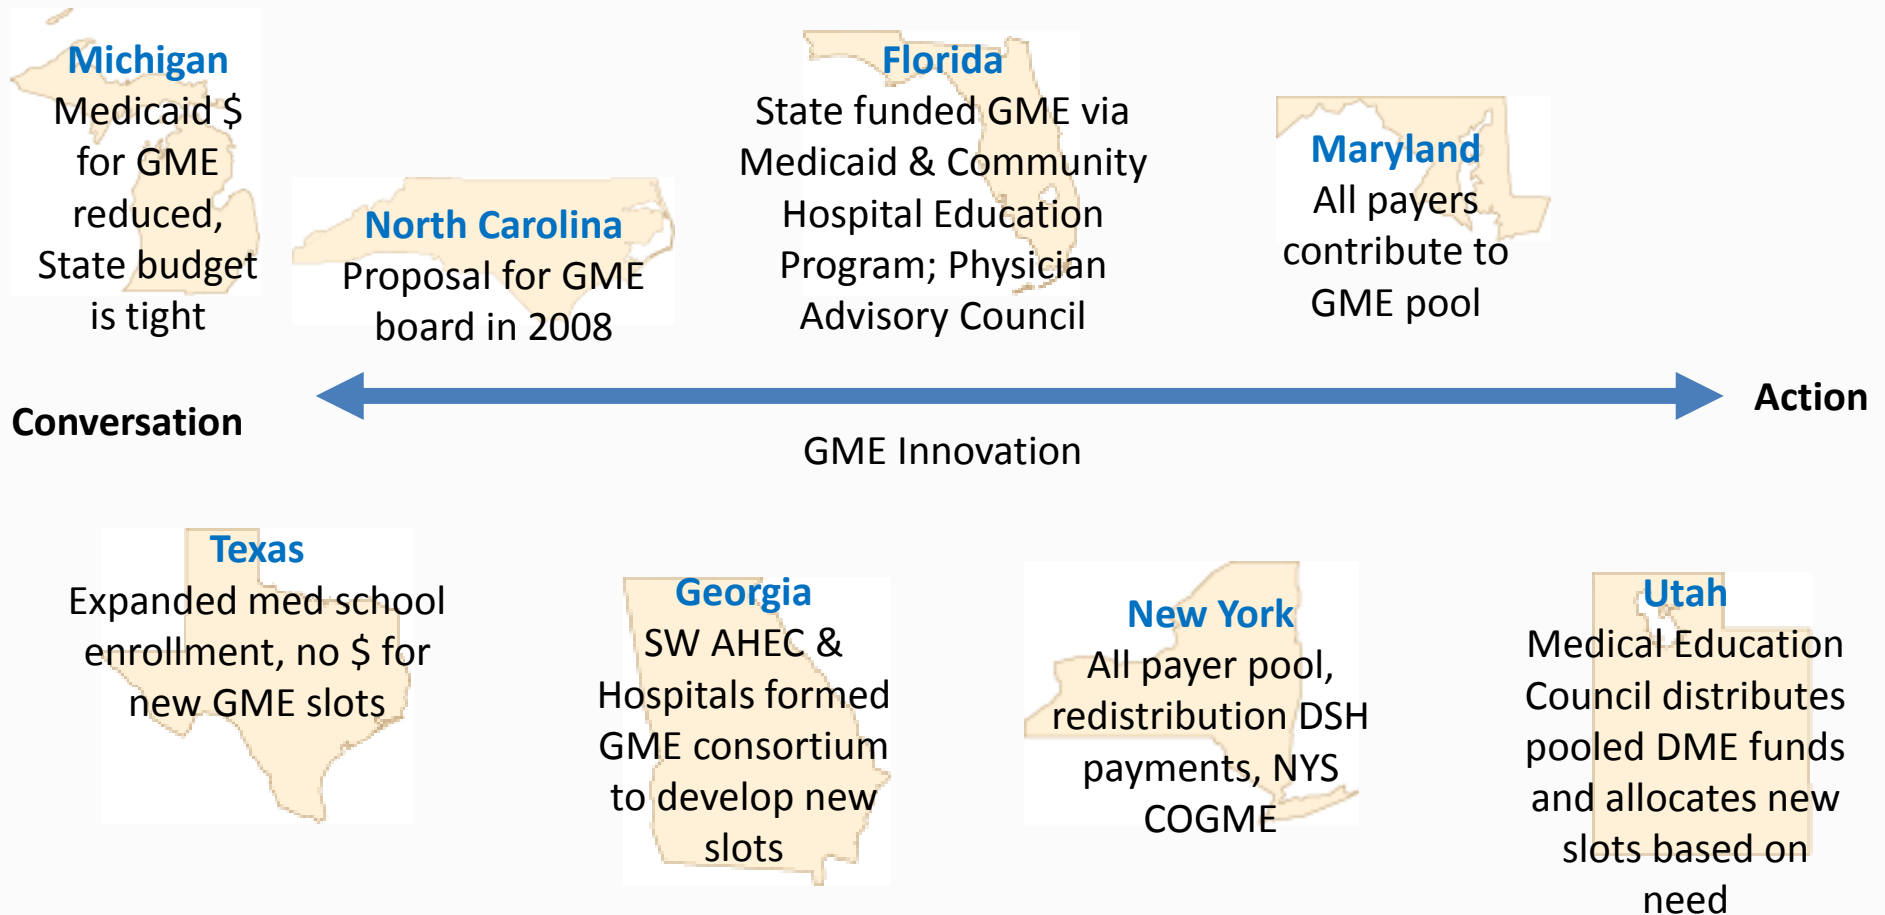 Michigan
Medicaid $
for GME
reduced,
State budget
is tight
North Carolina
Proposal for GME
board in 2008
Florida
State funded GME via
Medicaid & Community
Hospital Education
Program; Physician
Advisory Council
Maryland
All payers
contribute to
GME pool
Conversation
Action
GME Innovation
Texas
Expanded med school
enrollment, no $ for
new GME slots
Georgia
SW AHEC &
Hospitals formed
GME consortium
to develop new
slots
New York
All payer pool,
redistribution DSH
payments, NYS
COGME
Utah
Medical Education
Council distributes
pooled DME funds
and allocates new
slots based on
need